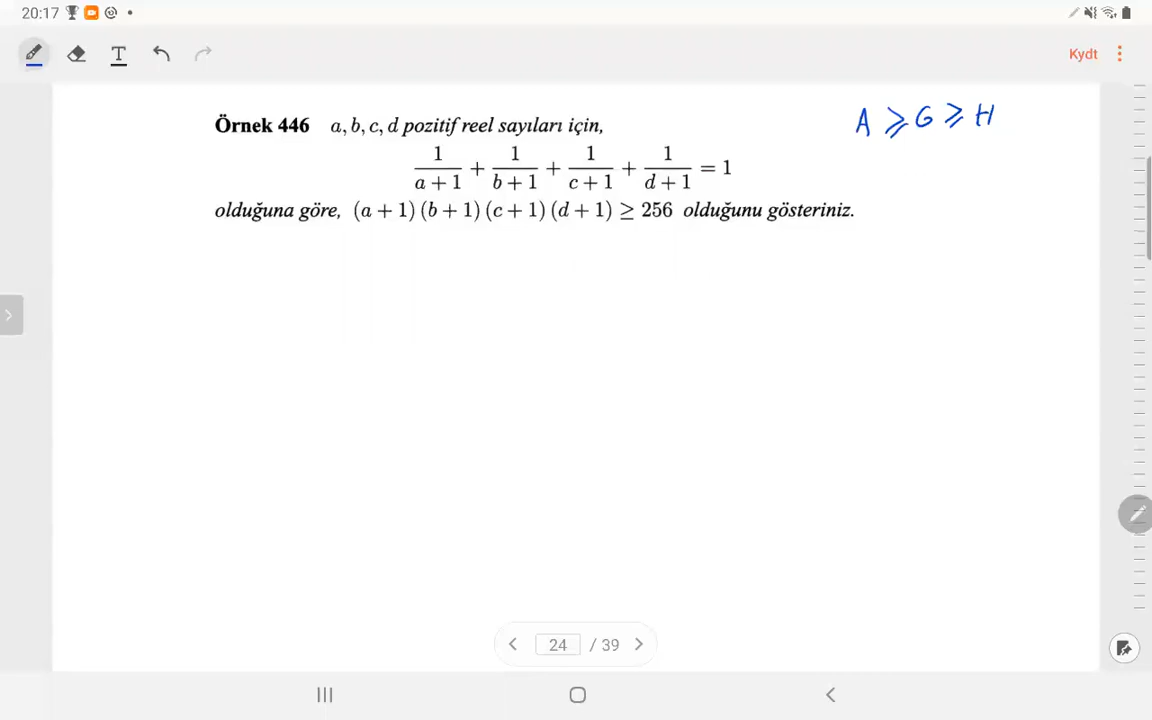 20:17
Kydt
Örnek 446 a, b, c, d pozitif reel sayıları için,
A ⩾ G ⩾ H
1/(a + 1) + 1/(b + 1) + 1/(c + 1) + 1/(d + 1) = 1
olduğuna göre, (a + 1) (b + 1) (c + 1) (d + 1) ≥ 256 olduğunu gösteriniz.
24 / 39